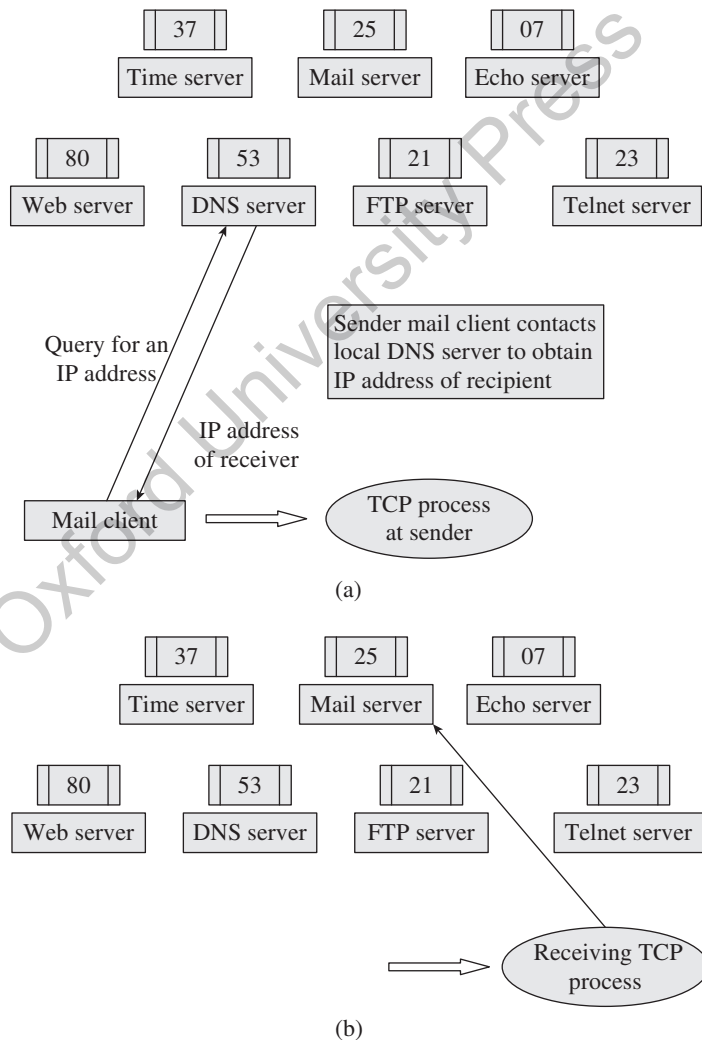 37
25
07
Time server
Mail server
Echo server
80
53
21
23
Web server
DNS server
FTP server
Telnet server
Query for an
IP address
Sender mail client contacts
local DNS server to obtain
IP address of recipient
IP address
of receiver
Mail client
TCP process
at sender
(a)
37
25
07
Time server
Mail server
Echo server
80
53
21
23
Web server
DNS server
FTP server
Telnet server
Receiving TCP
process
(b)
Oxford University Press